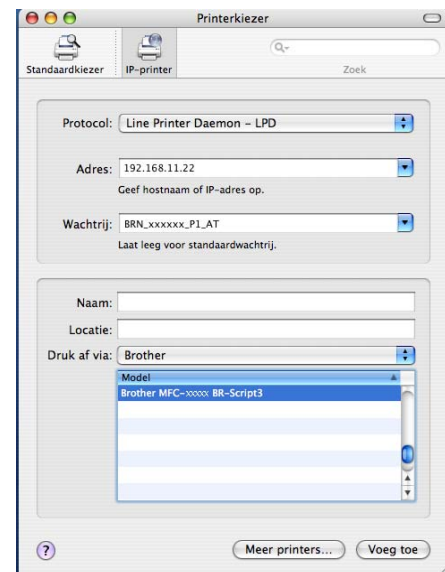 Printerkiezer
Standaardkiezer
IP-printer
Zoek
Protocol: Line Printer Daemon - LPD
Adres: 192.168.11.22
Geef hostnaam of IP-adres op.
Wachtrij: BRN_xxxxxx_P1_AT
Laat leeg voor standaardwachtrij.
Naam:
Locatie:
Druk af via: Brother
Model
Brother MFC-xxxxx BR-Script3
?
Meer printers...
Voeg toe